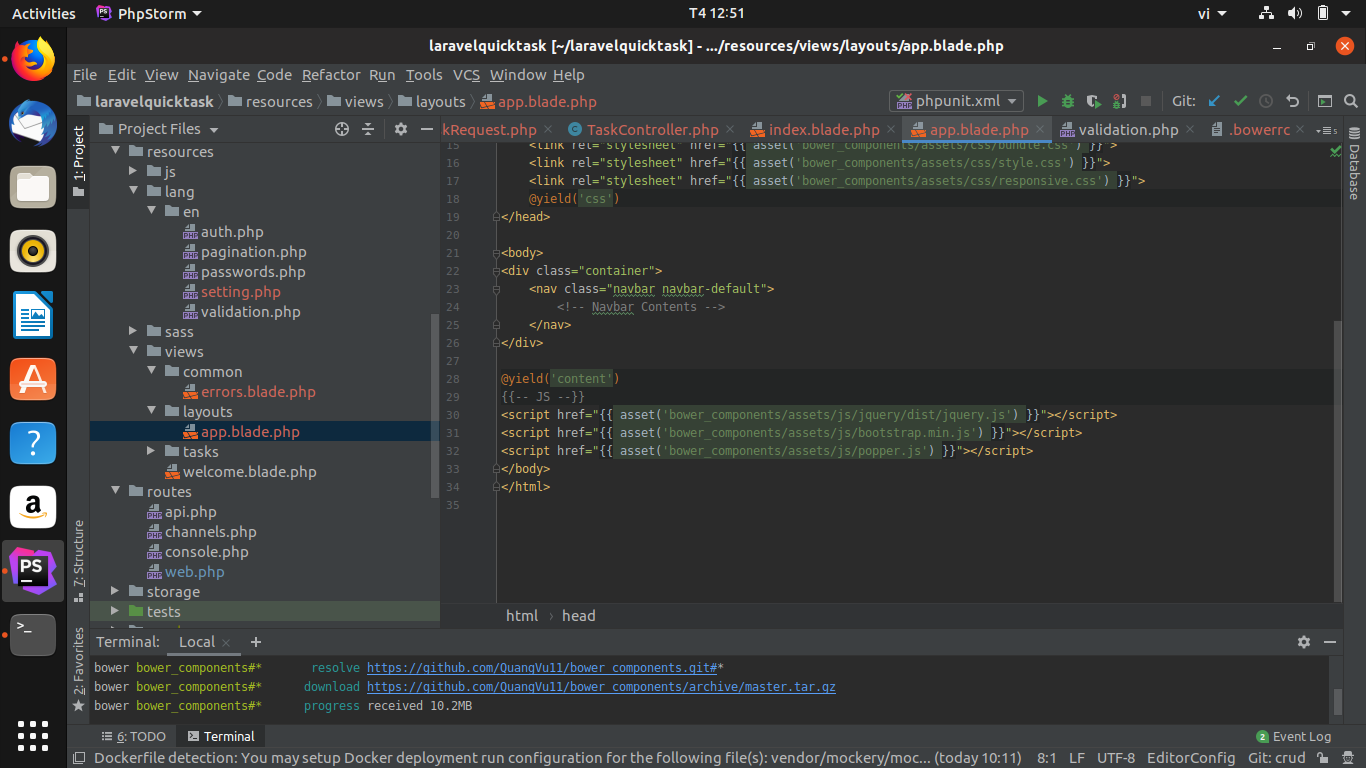 Activities PhpStorm T4 12:51 vi
laravelquicktask [~/laravelquicktask] - .../resources/views/layouts/app.blade.php
File Edit View Navigate Code Refactor Run Tools VCS Window Help
laravelquicktask resources views layouts app.blade.php phpunit.xml Git:
1: Project
Project Files
resources
js
lang
en
auth.php
pagination.php
passwords.php
setting.php
validation.php
sass
views
common
errors.blade.php
layouts
app.blade.php
tasks
welcome.blade.php
routes
api.php
channels.php
console.php
web.php
storage
tests
7: Structure
2: Favorites
kRequest.php TaskController.php index.blade.php app.blade.php validation.php .bowerrc
Database
15 <link rel="stylesheet" href="{{ asset('bower_components/assets/css/bundle.css') }}">
16 <link rel="stylesheet" href="{{ asset('bower_components/assets/css/style.css') }}">
17 <link rel="stylesheet" href="{{ asset('bower_components/assets/css/responsive.css') }}">
18 @yield('css')
19 </head>
20
21 <body>
22 <div class="container">
23 <nav class="navbar navbar-default">
24 <!-- Navbar Contents -->
25 </nav>
26 </div>
27
28 @yield('content')
29 {{-- JS --}}
30 <script href="{{ asset('bower_components/assets/js/jquery/dist/jquery.js') }}"></script>
31 <script href="{{ asset('bower_components/assets/js/bootstrap.min.js') }}"></script>
32 <script href="{{ asset('bower_components/assets/js/popper.js') }}"></script>
33 </body>
34 </html>
35
html › head
Terminal: Local +
bower bower_components#* resolve https://github.com/QuangVu11/bower_components.git#*
bower bower_components#* download https://github.com/QuangVu11/bower_components/archive/master.tar.gz
bower bower_components#* progress received 10.2MB
6: TODO Terminal 2 Event Log
Dockerfile detection: You may setup Docker deployment run configuration for the following file(s): vendor/mockery/moc... (today 10:11) 8:1 LF UTF-8 EditorConfig Git: crud